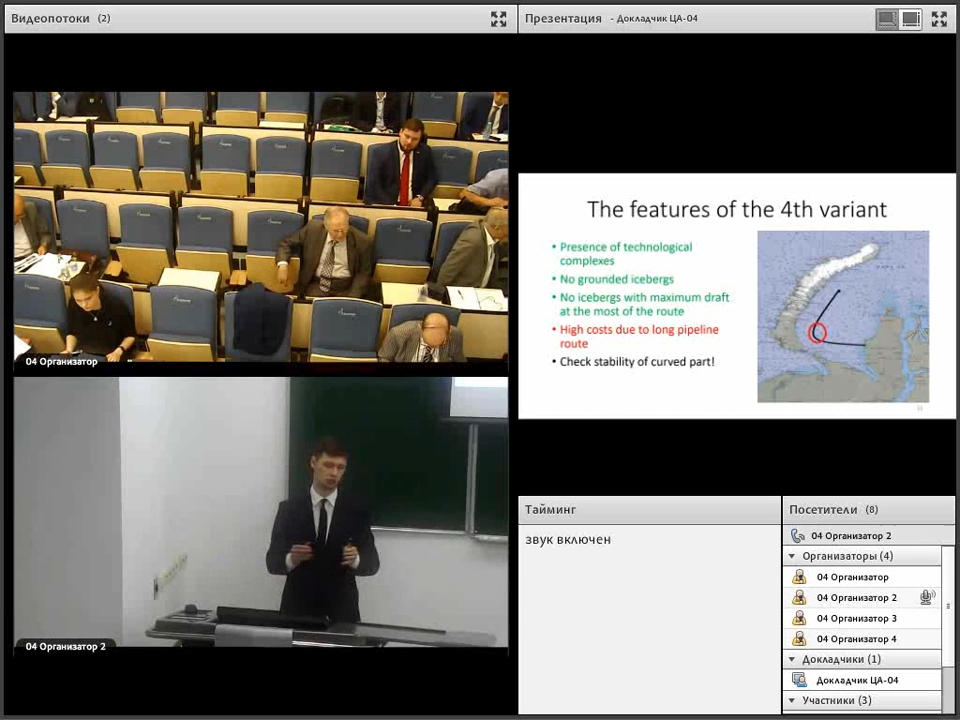 Видеопотоки (2)
Презентация - Докладчик ЦА-04
04 Организатор
04 Организатор 2
The features of the 4th variant
• Presence of technological
complexes
• No grounded icebergs
• No icebergs with maximum draft
at the most of the route
• High costs due to long pipeline
route
• Check stability of curved part!
Тайминг
звук включен
Посетители (8)
04 Организатор 2
Организаторы (4)
04 Организатор
04 Организатор 2
04 Организатор 3
04 Организатор 4
Докладчики (1)
Докладчик ЦА-04
Участники (3)